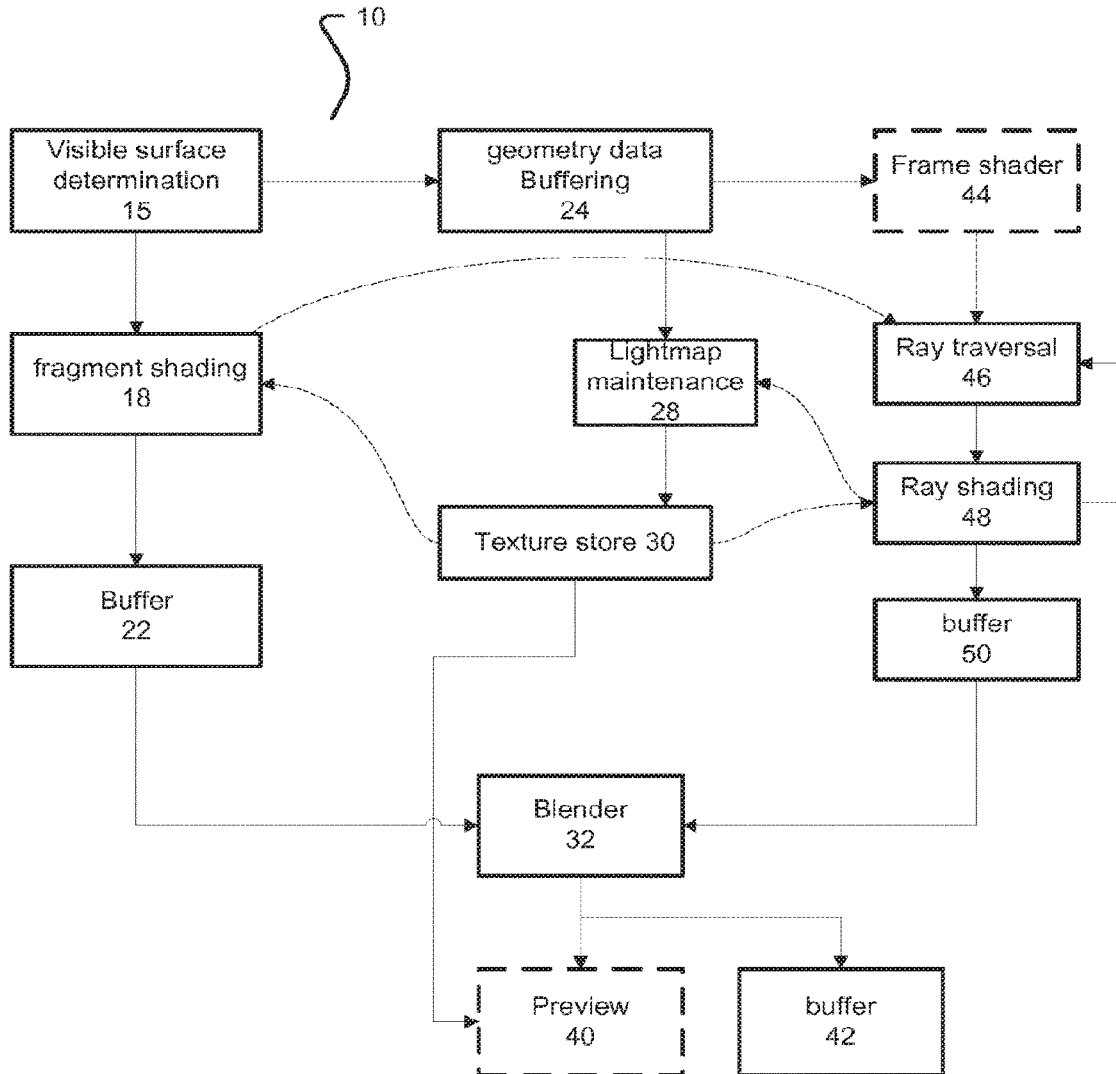 10
Visible surface
determination
15
geometry data
Buffering
24
Frame shader
44
fragment shading
18
Lightmap
maintenance
28
Ray traversal
46
Ray shading
48
Texture store 30
Buffer
22
buffer
50
Blender
32
Preview
40
buffer
42